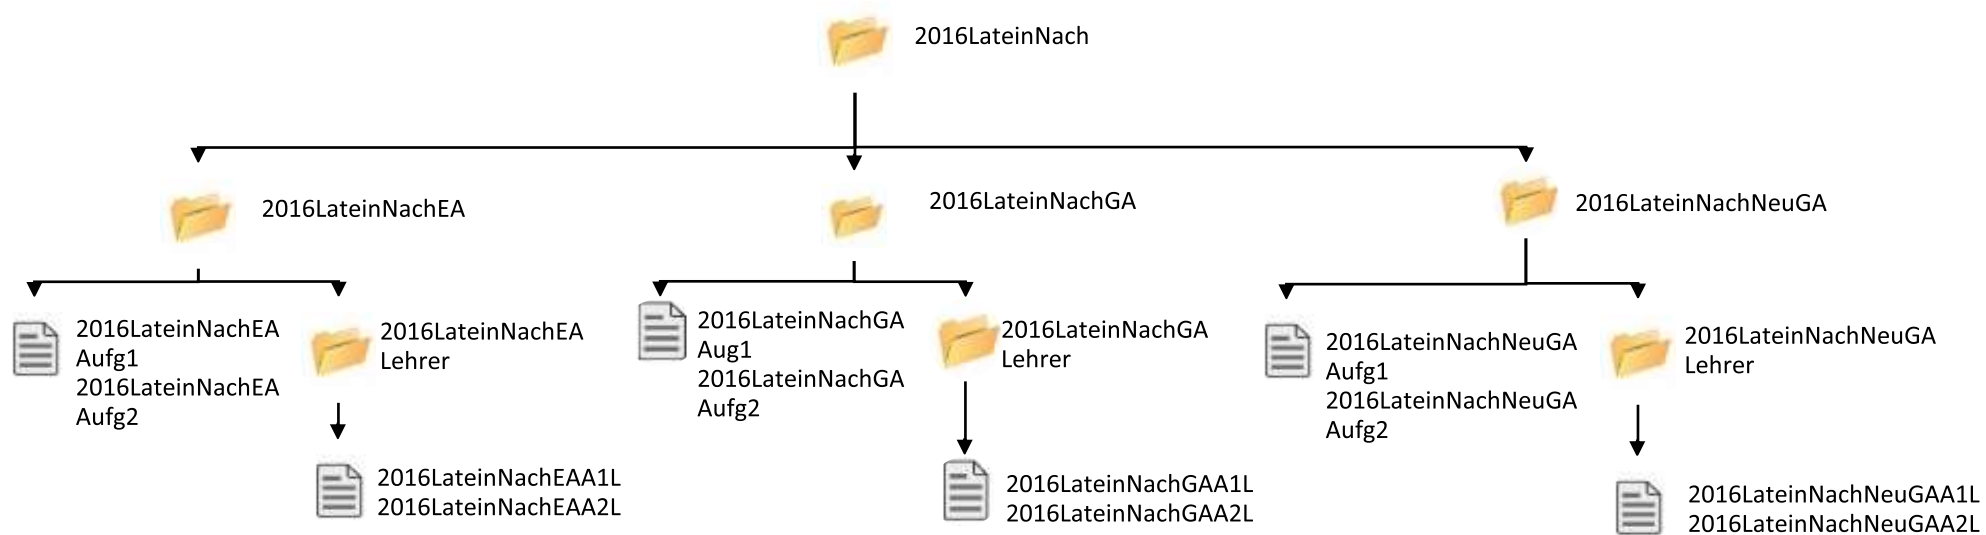 2016LateinNach
2016LateinNachEA
2016LateinNachGA
2016LateinNachNeuGA
2016LateinNachEA
Aufg1
2016LateinNachEA
Aufg2
2016LateinNachEA
Lehrer
2016LateinNachEAA1L
2016LateinNachEAA2L
2016LateinNachGA
Aug1
2016LateinNachGA
Aufg2
2016LateinNachGA
Lehrer
2016LateinNachGAA1L
2016LateinNachGAA2L
2016LateinNachNeuGA
Aufg1
2016LateinNachNeuGA
Aufg2
2016LateinNachNeuGA
Lehrer
2016LateinNachNeuGAA1L
2016LateinNachNeuGAA2L